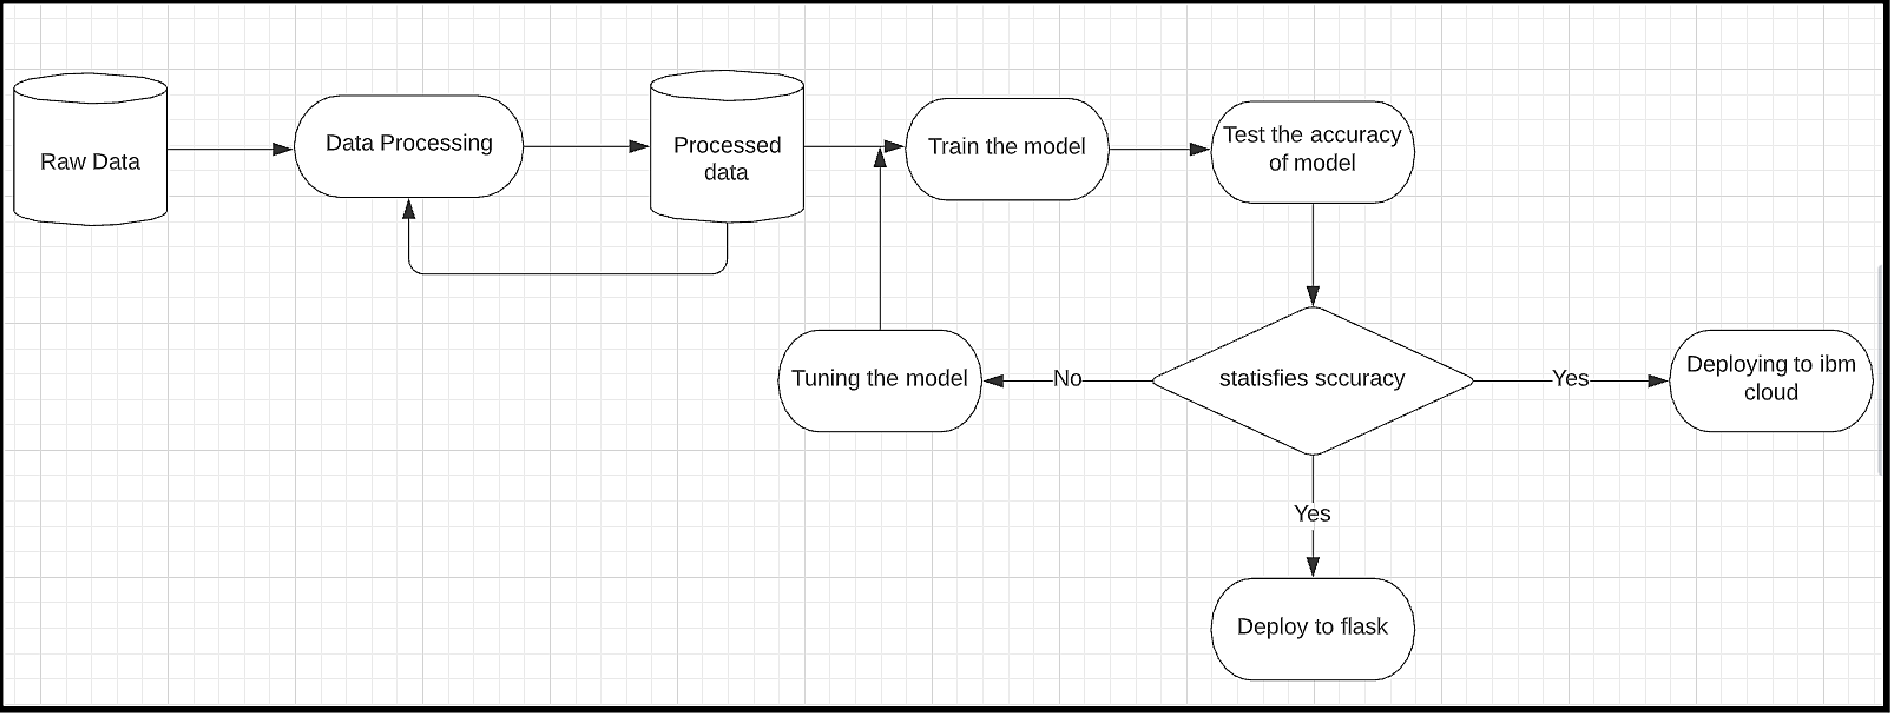 Raw Data
Data Processing
Processed
data
Train the model
Test the accuracy
of model
Tuning the model
No
statisfies sccuracy
Yes
Deploying to ibm
cloud
Yes
Deploy to flask